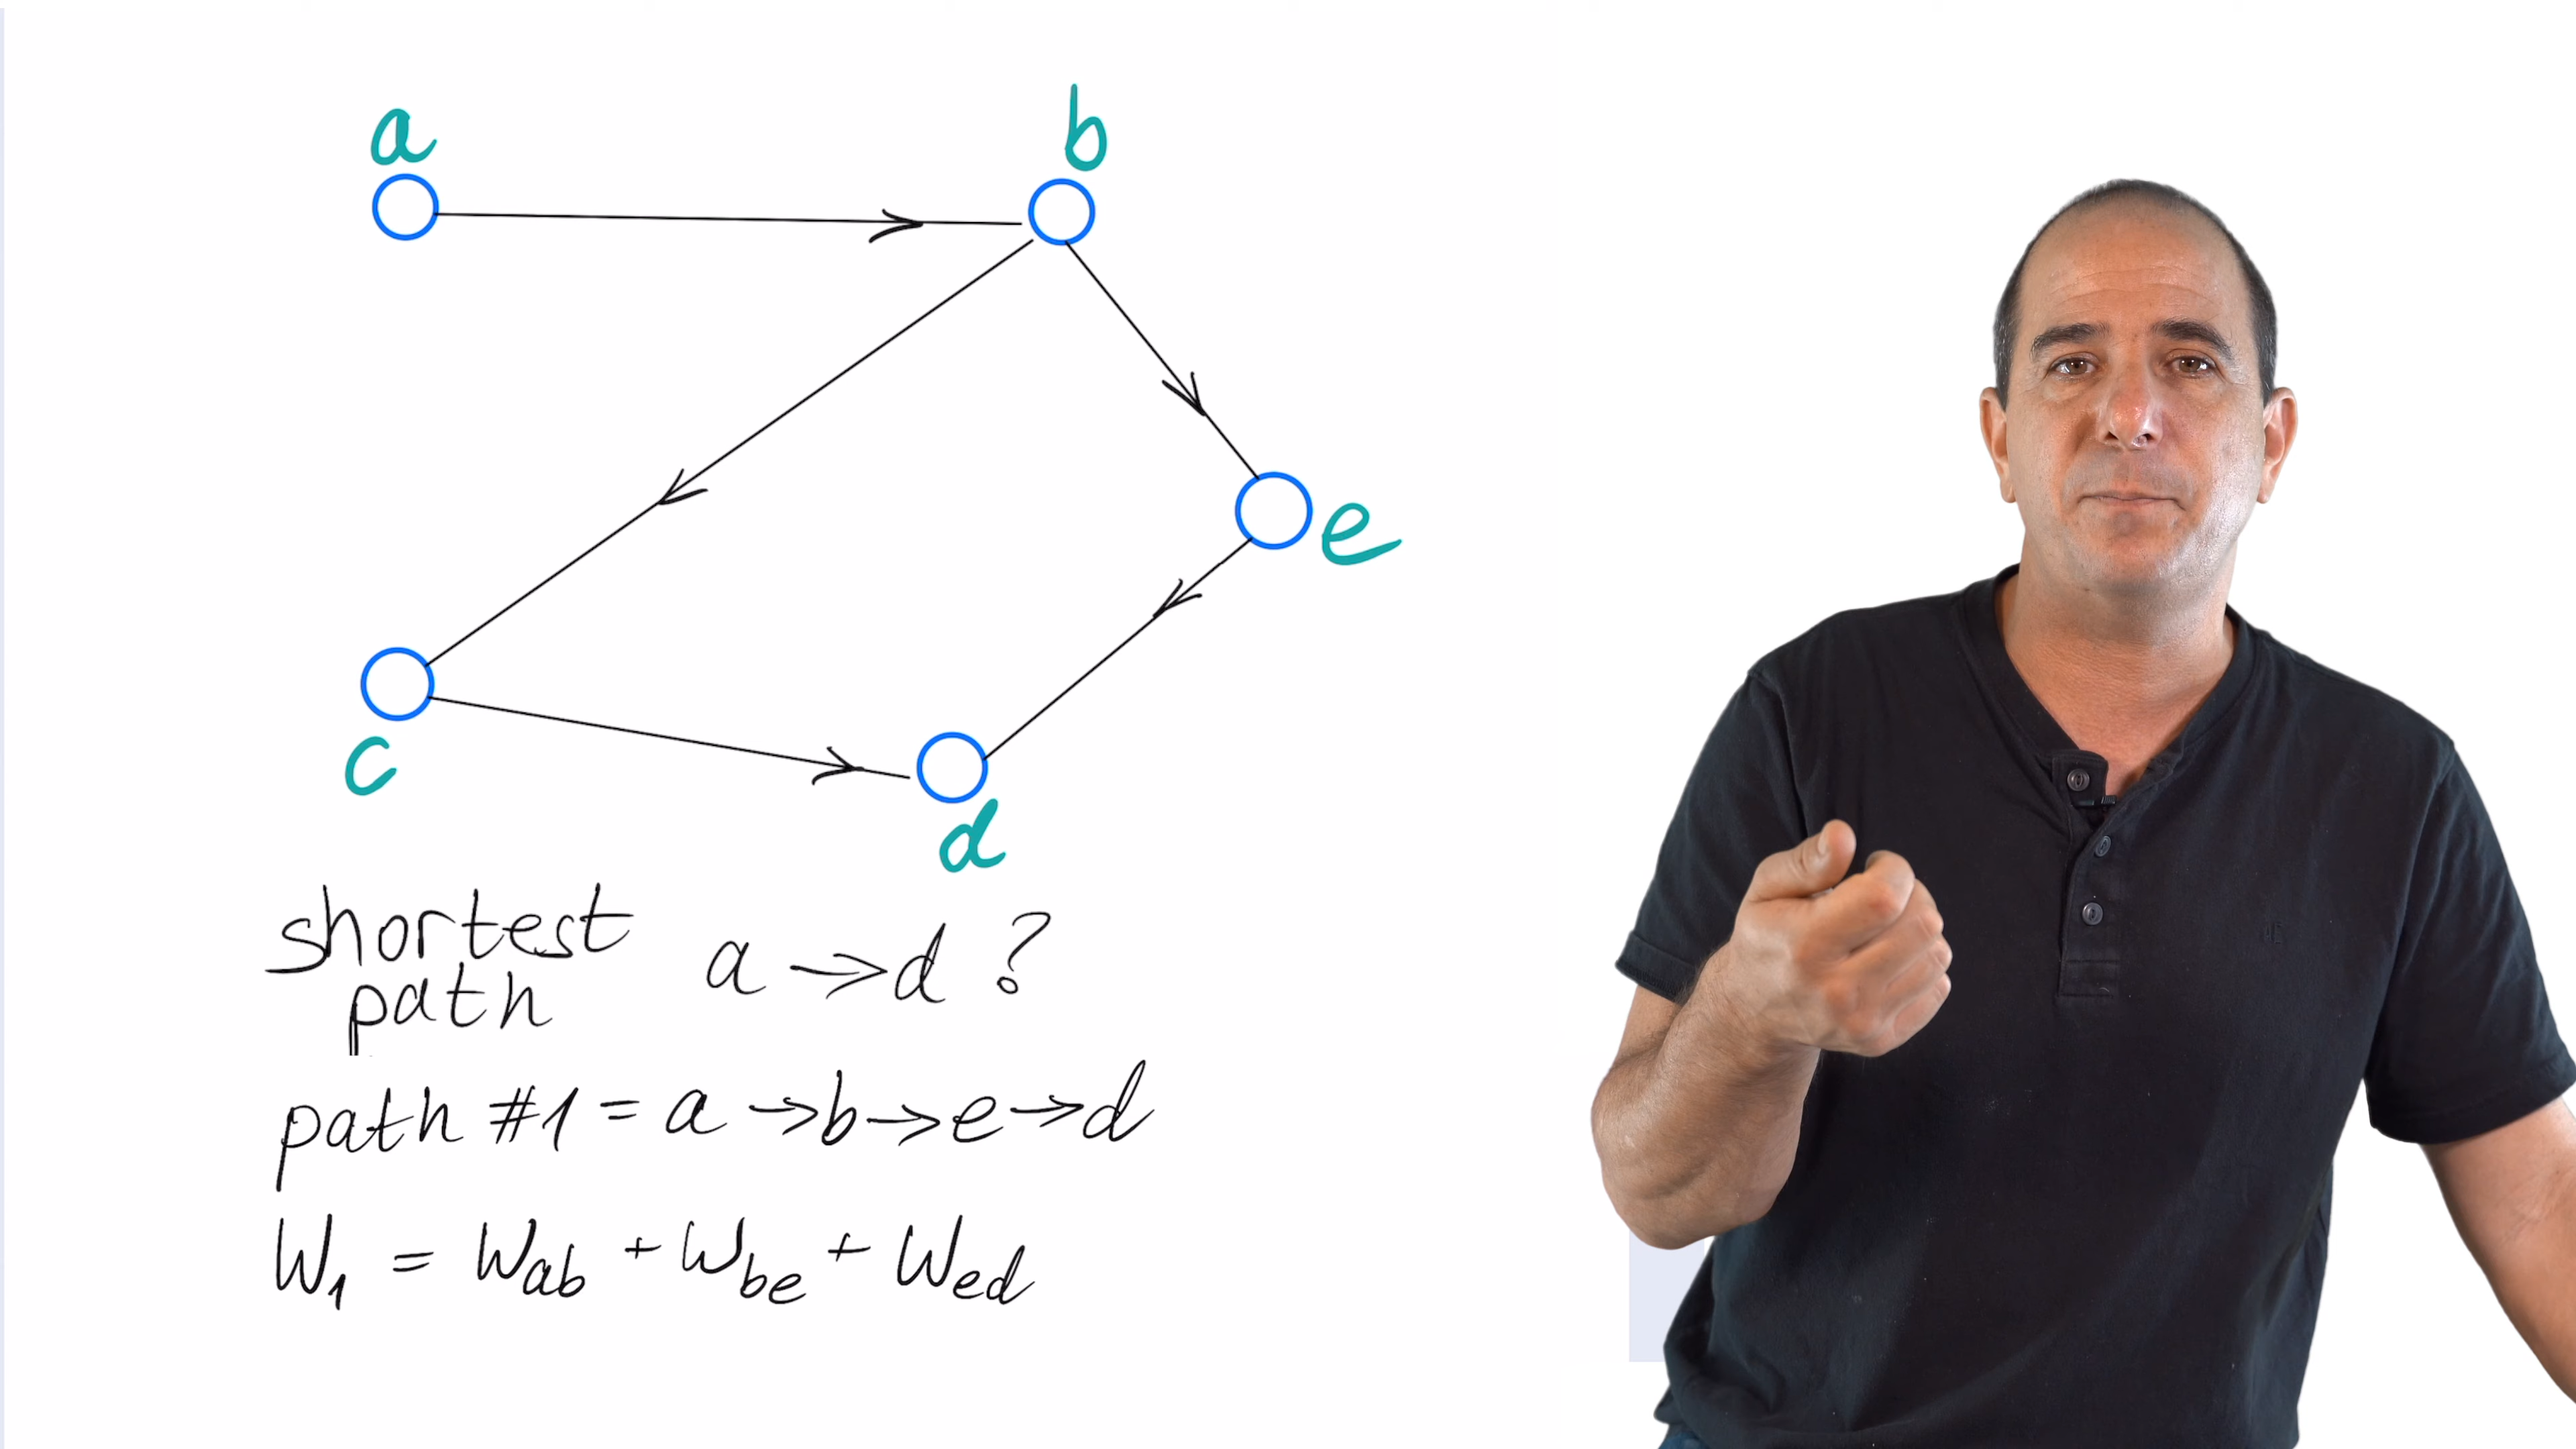 a
b
e
c
d
shortest
path
a → d ?
path #1 = a → b → e → d
W₁ = Wab + Wbe + Wed